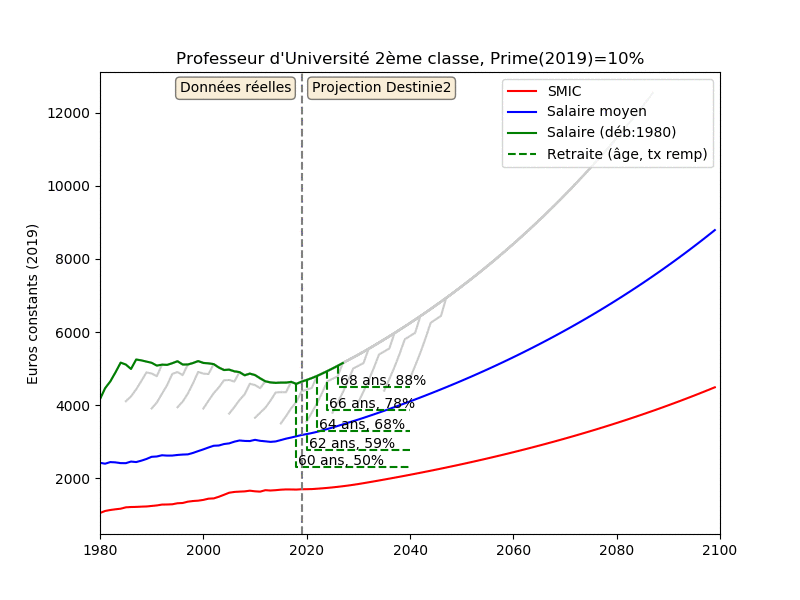 Professeur d'Université 2ème classe, Prime(2019)=10%
Données réelles
Projection Destinie2
SMIC
Salaire moyen
Salaire (déb:1980)
Retraite (âge, tx remp)
Euros constants (2019)
12000
10000
8000
6000
4000
2000
68 ans, 88%
66 ans, 78%
64 ans, 68%
62 ans, 59%
60 ans, 50%
1980
2000
2020
2040
2060
2080
2100